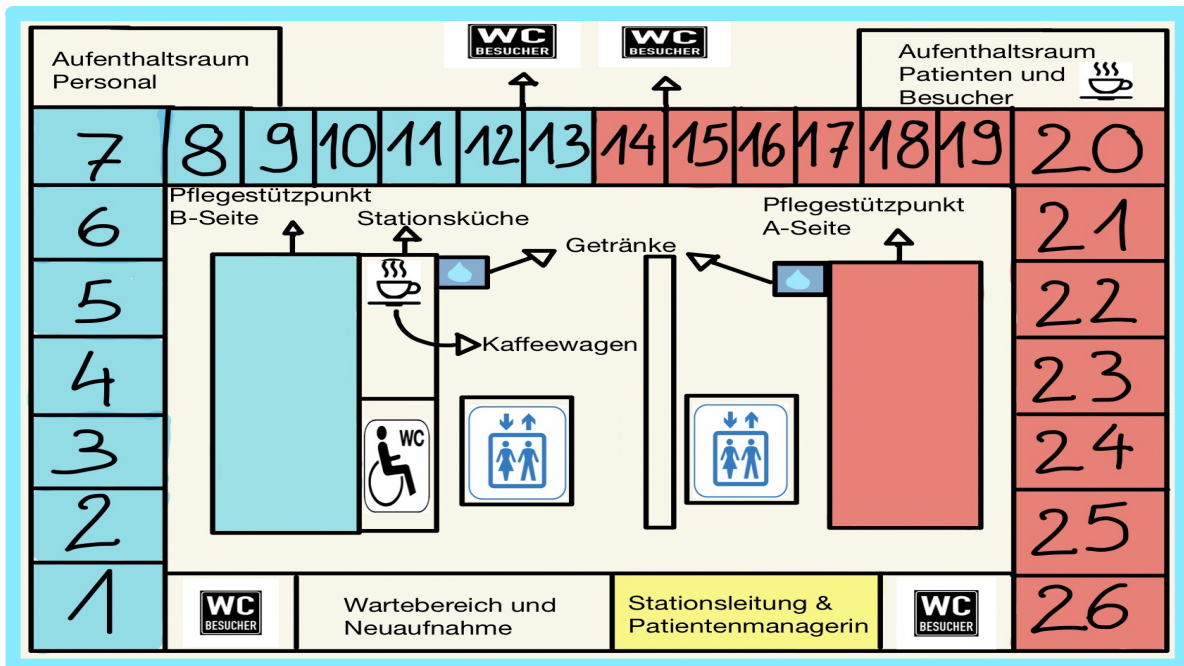 WC
BESUCHER
WC
BESUCHER
Aufenthaltsraum
Personal
Aufenthaltsraum
Patienten und
Besucher
7
8
9
10
11
12
13
14
15
16
17
18
19
20
6
5
4
3
2
1
21
22
23
24
25
26
Pflegestützpunkt
B-Seite
Stationsküche
Getränke
Pflegestützpunkt
A-Seite
Kaffeewagen
WC
WC
BESUCHER
Wartebereich und
Neuaufnahme
Stationsleitung &
Patientenmanagerin
WC
BESUCHER